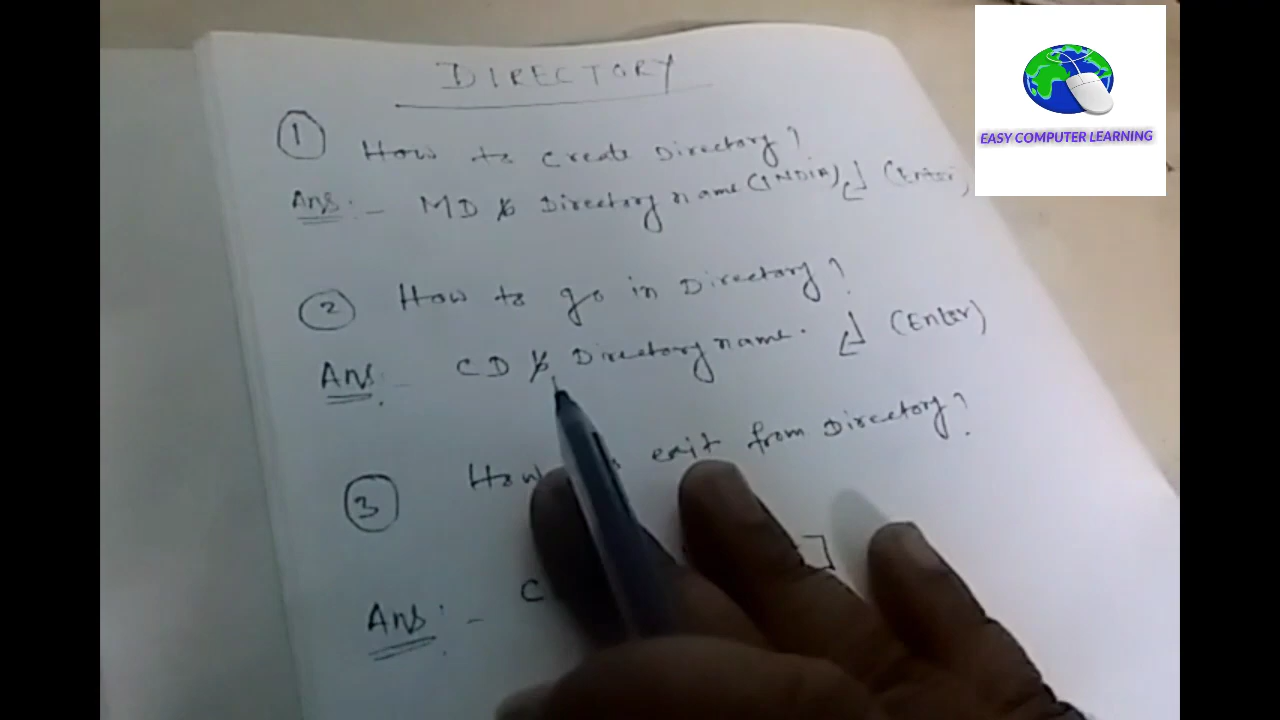 DIRECTORY
EASY COMPUTER LEARNING
1 How to create Directory?
Ans:- MD Directory name (INDIA) ↲ (Enter)
2 How to go in Directory?
Ans:- CD Directory name. ↲ (Enter)
3 How exit from Directory?
Ans:- C ]